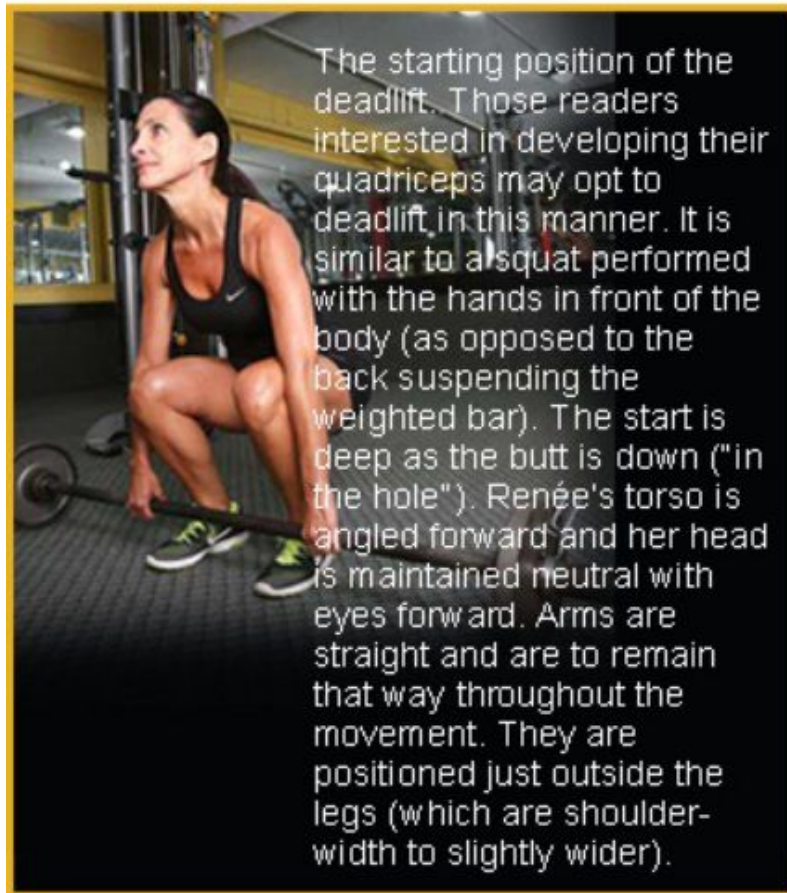 The starting position of the
deadlift. Those readers
interested in developing their
quadriceps may opt to
deadlift in this manner. It is
similar to a squat performed
with the hands in front of the
body (as opposed to the
back suspending the
weighted bar). The start is
deep as the butt is down ("in
the hole"). Renée's torso is
angled forward and her head
is maintained neutral with
eyes forward. Arms are
straight and are to remain
that way throughout the
movement. They are
positioned just outside the
legs (which are shoulder-
width to slightly wider).